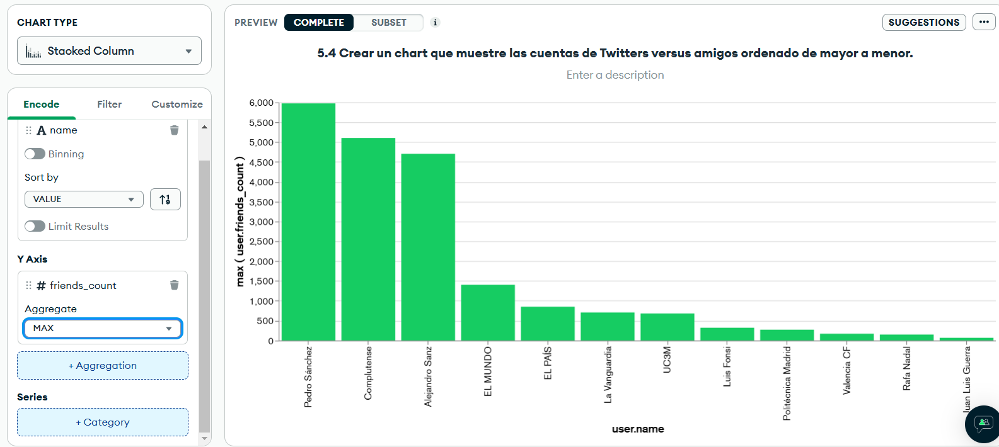 CHART TYPE
Stacked Column
Encode
Filter
Customize
A name
Binning
Sort by
VALUE
Limit Results
Y Axis
# friends_count
Aggregate
MAX
+ Aggregation
Series
+ Category
PREVIEW
COMPLETE
SUBSET
i
SUGGESTIONS
5.4 Crear un chart que muestre las cuentas de Twitters versus amigos ordenado de mayor a menor.
Enter a description
max ( user.friends_count )
6,000
5,500
5,000
4,500
4,000
3,500
3,000
2,500
2,000
1,500
1,000
500
0
Pedro Sánchez
Complutense
Alejandro Sanz
EL MUNDO
EL PAÍS
La Vanguardia
UC3M
Luis Fonsi
Politécnica Madrid
Valencia CF
Rafa Nadal
Juan Luis Guerra
user.name